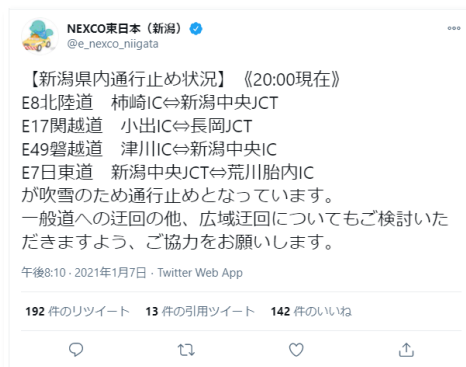 NEXCO東日本（新潟）
@e_nexco_niigata
【新潟県内通行止め状況】《20:00現在》
E8北陸道　柿崎IC⇔新潟中央JCT
E17関越道　小出IC⇔長岡JCT
E49磐越道　津川IC⇔新潟中央IC
E7日東道　新潟中央JCT⇔荒川胎内IC
が吹雪のため通行止めとなっています。
一般道への迂回の他、広域迂回についてもご検討いた
だきますよう、ご協力をお願いします。
午後8:10 · 2021年1月7日 · Twitter Web App
192 件のリツイート　13 件の引用ツイート　142 件のいいね